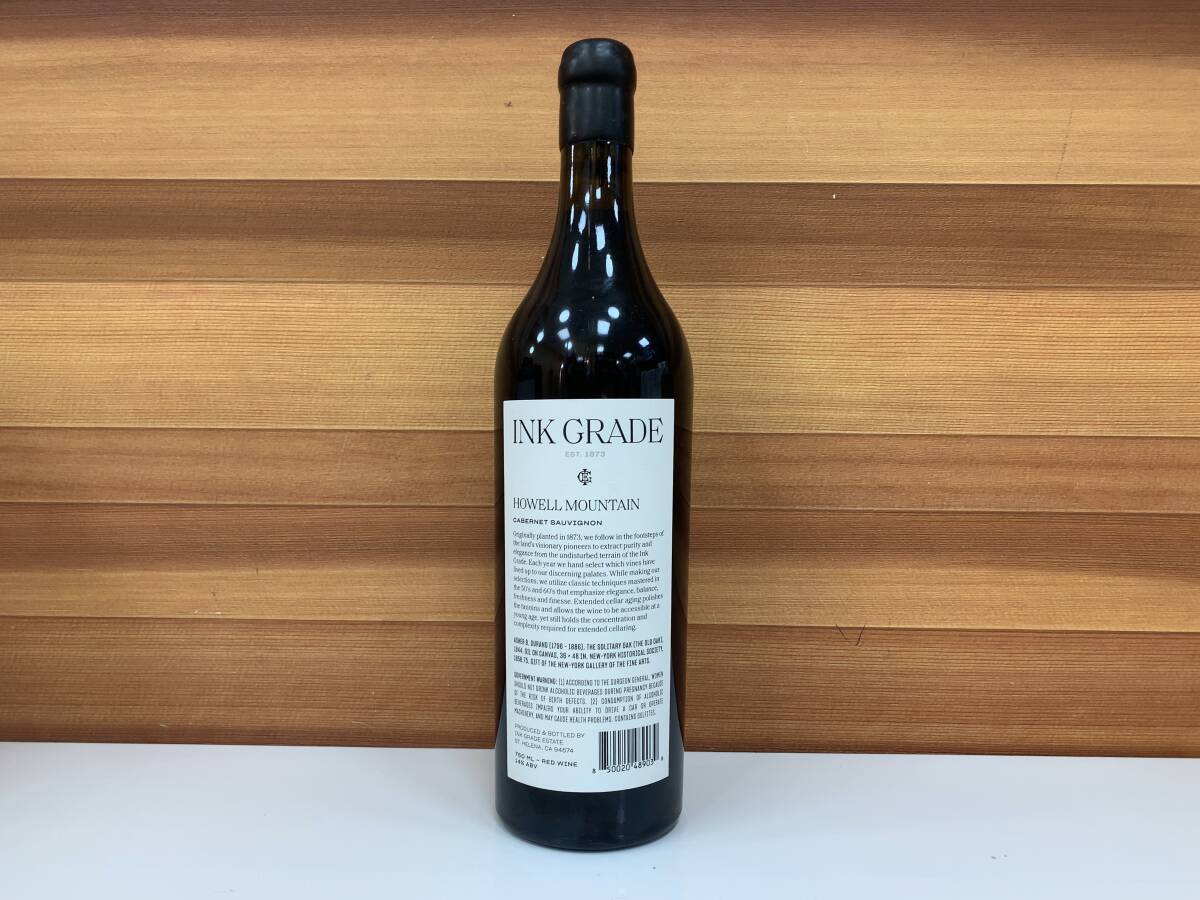 INK GRADE
EST. 1873
HOWELL MOUNTAIN
CABERNET SAUVIGNON
Originally planted in 1873, we follow in the footsteps of
the land's visionary pioneers to extract purity and
elegance from the undisturbed terrain of the Ink
Grade. Each year we hand select which vines have
lived up to our discerning palates. While making our
selections, we utilize classic techniques mastered in
the 50's and 60's that emphasize elegance, balance,
freshness and finesse. Extended cellar aging polishes
the tannins and allows the wine to be accessible at a
young age, yet still holds the concentration and
complexity required for extended cellaring.
ASHER B. DURAND (1796 - 1886), THE SOLITARY OAK (THE OLD OAK),
1844. OIL ON CANVAS, 36 × 48 IN. NEW-YORK HISTORICAL SOCIETY,
1858.75. GIFT OF THE NEW-YORK GALLERY OF THE FINE ARTS.
GOVERNMENT WARNING: (1) ACCORDING TO THE SURGEON GENERAL, WOMEN
SHOULD NOT DRINK ALCOHOLIC BEVERAGES DURING PREGNANCY BECAUSE
OF THE RISK OF BIRTH DEFECTS. (2) CONSUMPTION OF ALCOHOLIC
BEVERAGES IMPAIRS YOUR ABILITY TO DRIVE A CAR OR OPERATE
MACHINERY, AND MAY CAUSE HEALTH PROBLEMS. CONTAINS SULFITES.
PRODUCED & BOTTLED BY
INK GRADE ESTATE
ST. HELENA, CA 94574
750 ML – RED WINE
14% ABV
8 50020 48903 9